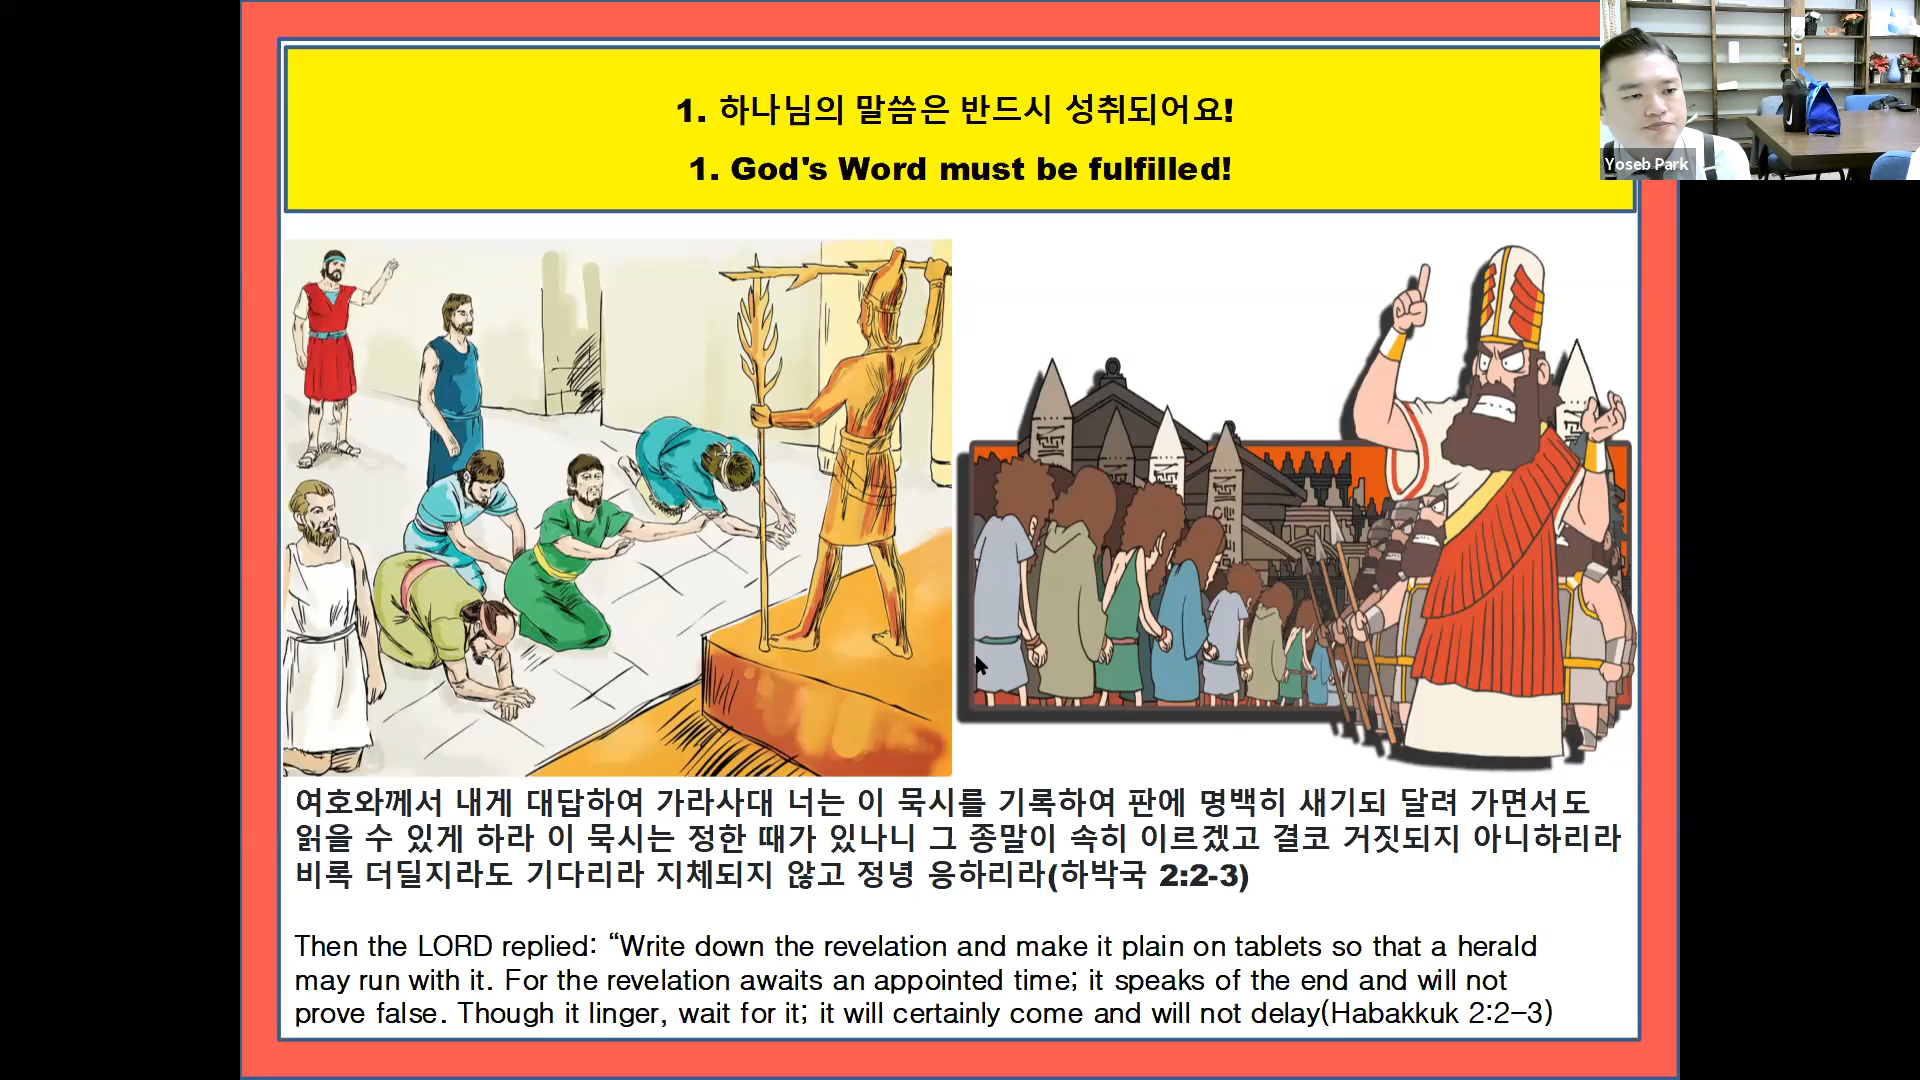 1. 하나님의 말씀은 반드시 성취되어요!
1. God's Word must be fulfilled!
Yoseb Park
여호와께서 내게 대답하여 가라사대 너는 이 묵시를 기록하여 판에 명백히 새기되 달려 가면서도
읽을 수 있게 하라 이 묵시는 정한 때가 있나니 그 종말이 속히 이르겠고 결코 거짓되지 아니하리라
비록 더딜지라도 기다리라 지체되지 않고 정녕 응하리라(하박국 2:2-3)
Then the LORD replied: “Write down the revelation and make it plain on tablets so that a herald
may run with it. For the revelation awaits an appointed time; it speaks of the end and will not
prove false. Though it linger, wait for it; it will certainly come and will not delay(Habakkuk 2:2-3)